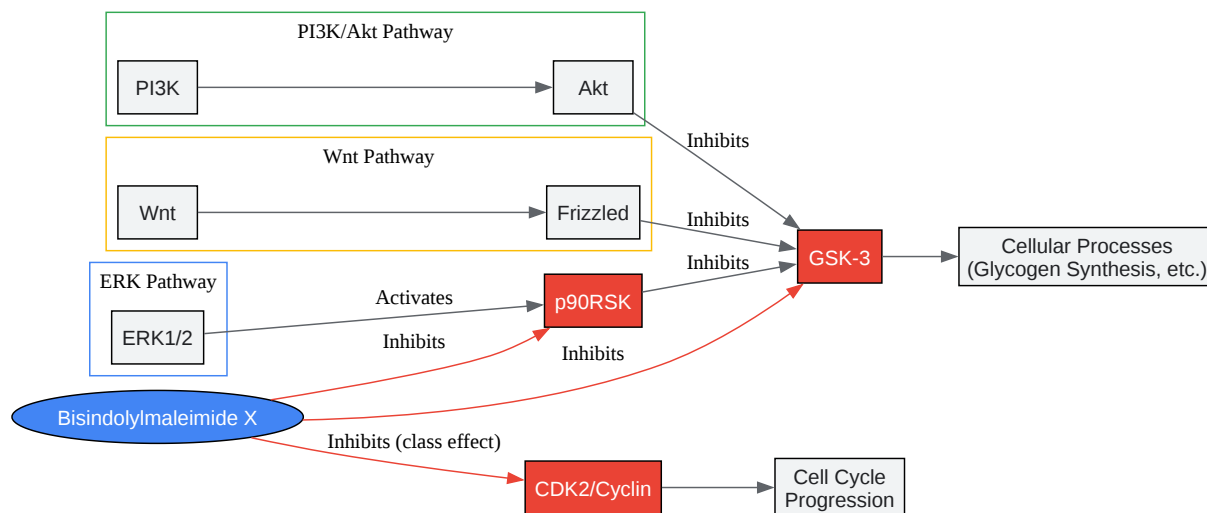 PI3K/Akt Pathway
PI3K
Akt
Inhibits
Wnt Pathway
Wnt
Frizzled
Inhibits
GSK-3
Cellular Processes
(Glycogen Synthesis, etc.)
ERK Pathway
ERK1/2
Activates
p90RSK
Inhibits
Inhibits
Inhibits
Bisindolylmaleimide X
Inhibits (class effect)
CDK2/Cyclin
Cell Cycle
Progression